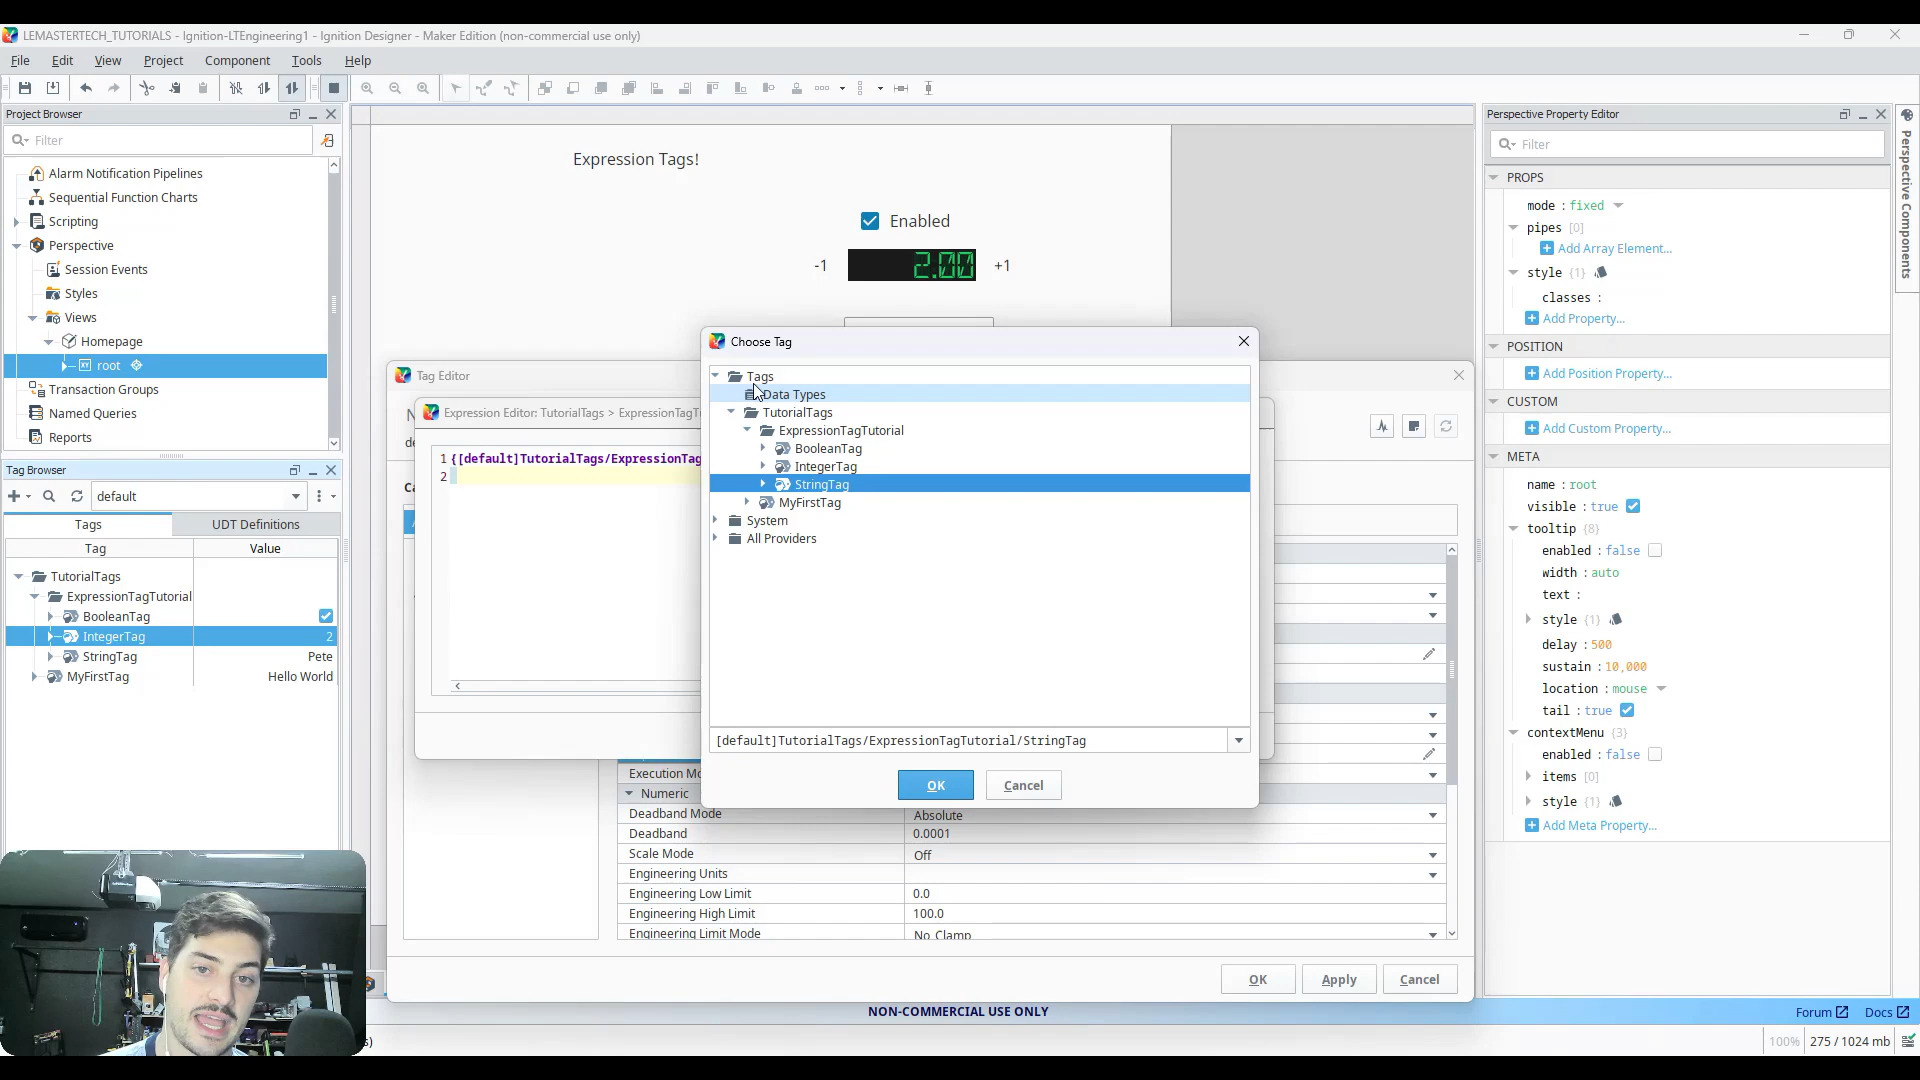 LEMASTERTECH_TUTORIALS - Ignition-LTEngineering1 - Ignition Designer - Maker Edition (non-commercial use only)
File Edit View Project Component Tools Help
Project Browser
Filter
Alarm Notification Pipelines
Sequential Function Charts
Scripting
Perspective
Session Events
Styles
Views
Homepage
root
Transaction Groups
Named Queries
Reports
Tag Browser
default
Tags UDT Definitions
Tag Value
TutorialTags
ExpressionTagTutorial
BooleanTag
IntegerTag 2
StringTag Pete
MyFirstTag Hello World
Expression Tags!
Enabled
-1 2.00 +1
Tag Editor
Expression Editor: TutorialTags > ExpressionTagTu
1 {[default]TutorialTags/ExpressionTag
2
Choose Tag
Tags
Data Types
TutorialTags
ExpressionTagTutorial
BooleanTag
IntegerTag
StringTag
MyFirstTag
System
All Providers
[default]TutorialTags/ExpressionTagTutorial/StringTag
OK Cancel
Execution Mo
Numeric
Deadband Mode Absolute
Deadband 0.0001
Scale Mode Off
Engineering Units
Engineering Low Limit 0.0
Engineering High Limit 100.0
Engineering Limit Mode No_Clamp
OK Apply Cancel
NON-COMMERCIAL USE ONLY
Perspective Property Editor
Filter
PROPS
mode : fixed
pipes [0]
Add Array Element...
style {1}
classes :
Add Property...
POSITION
Add Position Property...
CUSTOM
Add Custom Property...
META
name : root
visible : true
tooltip {8}
enabled : false
width : auto
text :
style {1}
delay : 500
sustain : 10,000
location : mouse
tail : true
contextMenu {3}
enabled : false
items [0]
style {1}
Add Meta Property...
Perspective Components
Forum Docs
100% 275 / 1024 mb